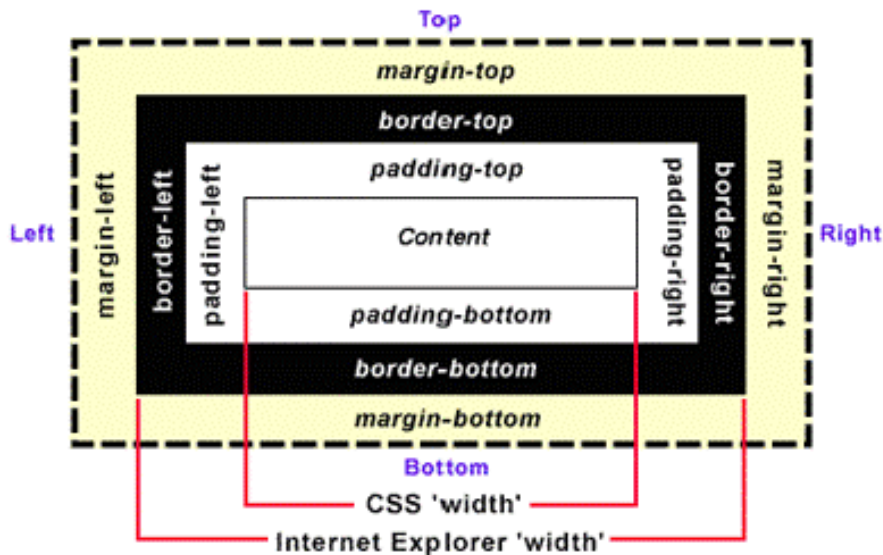 Top
margin-top
border-top
padding-top
Left
margin-left
border-left
padding-left
Content
padding-right
border-right
margin-right
Right
padding-bottom
border-bottom
margin-bottom
Bottom
CSS 'width'
Internet Explorer 'width'